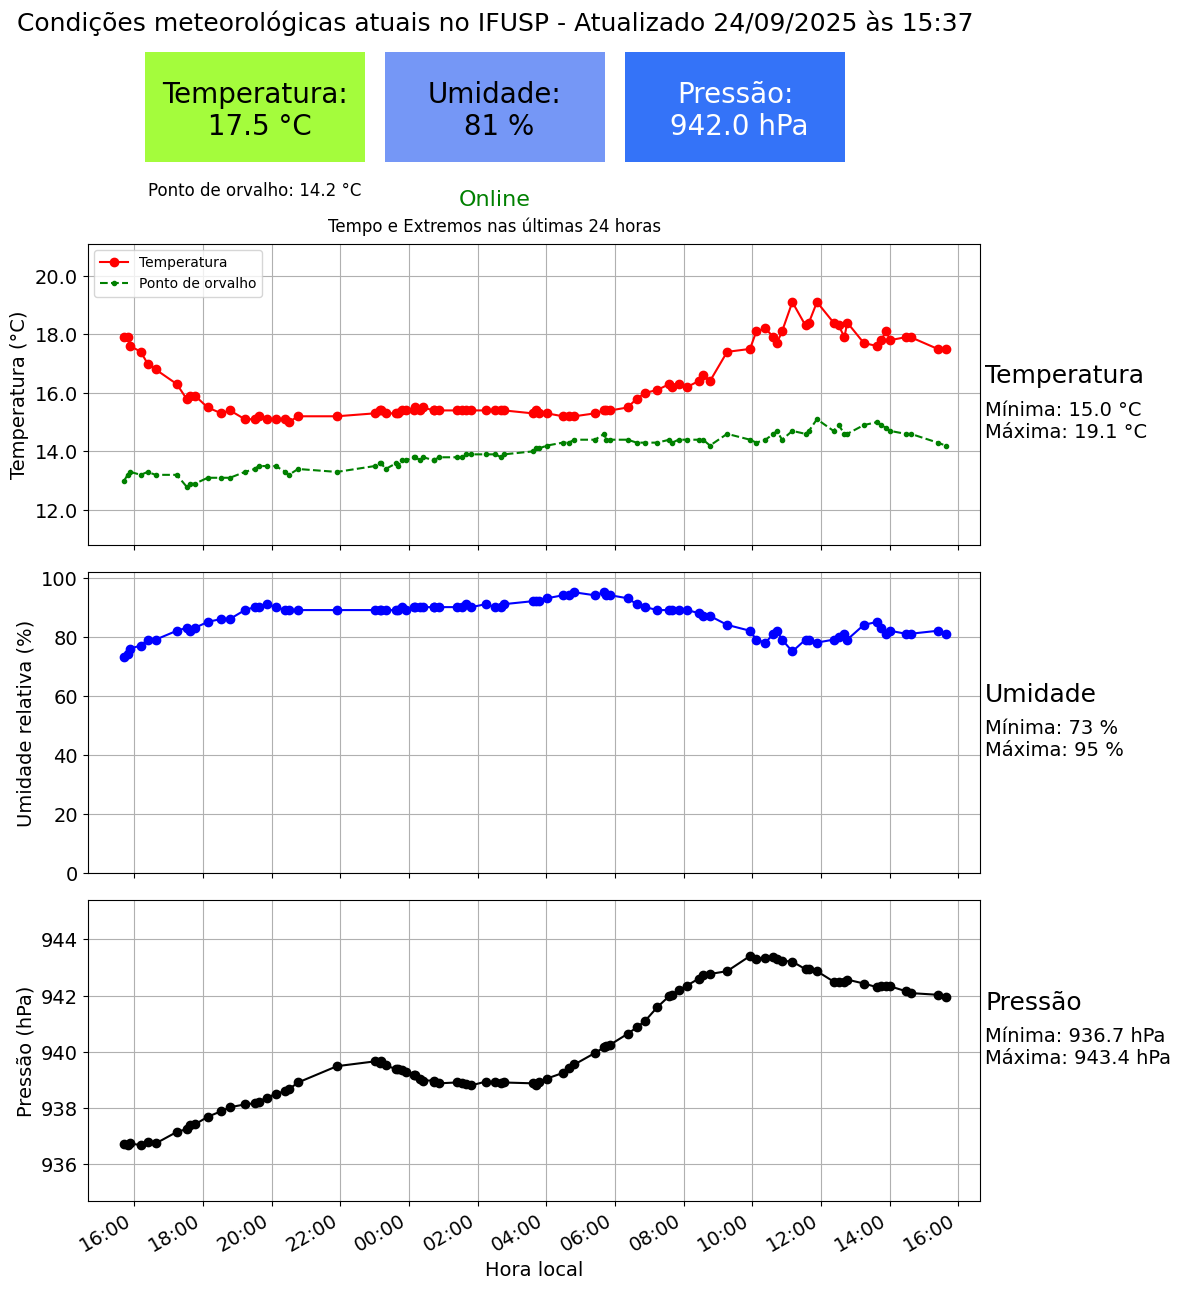 Condições meteorológicas atuais no IFUSP - Atualizado 24/09/2025 às 15:37
Temperatura:
17.5 °C
Umidade:
81 %
Pressão:
942.0 hPa
Ponto de orvalho: 14.2 °C
Online
Tempo e Extremos nas últimas 24 horas
Temperatura
Ponto de orvalho
Temperatura (°C)
20.0
18.0
16.0
14.0
12.0
Temperatura
Mínima: 15.0 °C
Máxima: 19.1 °C
Umidade relativa (%)
100
80
60
40
20
0
Umidade
Mínima: 73 %
Máxima: 95 %
Pressão (hPa)
944
942
940
938
936
Pressão
Mínima: 936.7 hPa
Máxima: 943.4 hPa
16:00
18:00
20:00
22:00
00:00
02:00
04:00
06:00
08:00
10:00
12:00
14:00
16:00
Hora local